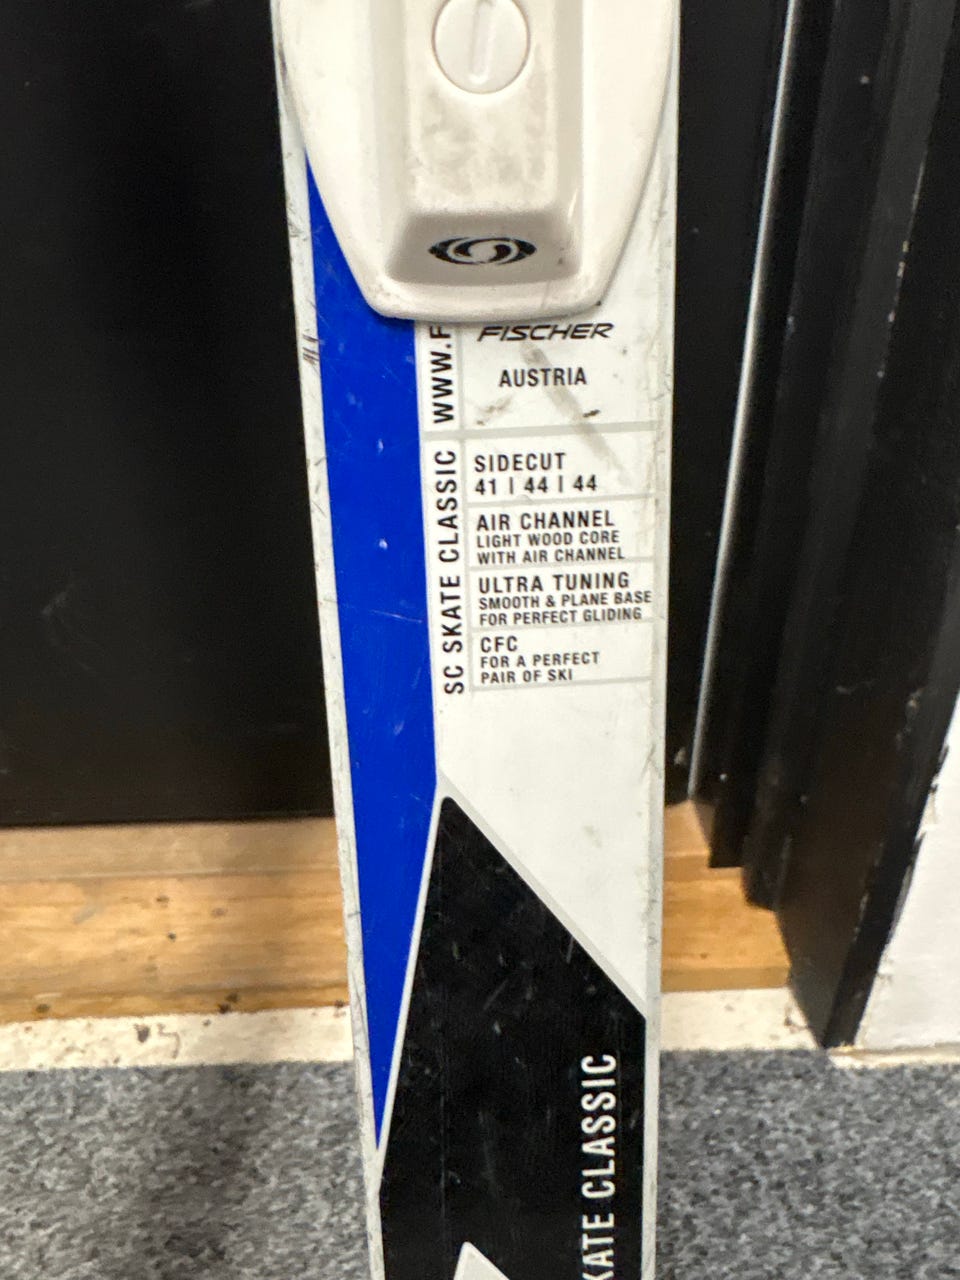 FISCHER
AUSTRIA
WWW.F
SC SKATE CLASSIC
SIDECUT
41 | 44 | 44
AIR CHANNEL
LIGHT WOOD CORE
WITH AIR CHANNEL
ULTRA TUNING
SMOOTH & PLANE BASE
FOR PERFECT GLIDING
CFC
FOR A PERFECT
PAIR OF SKI
KATE CLASSIC